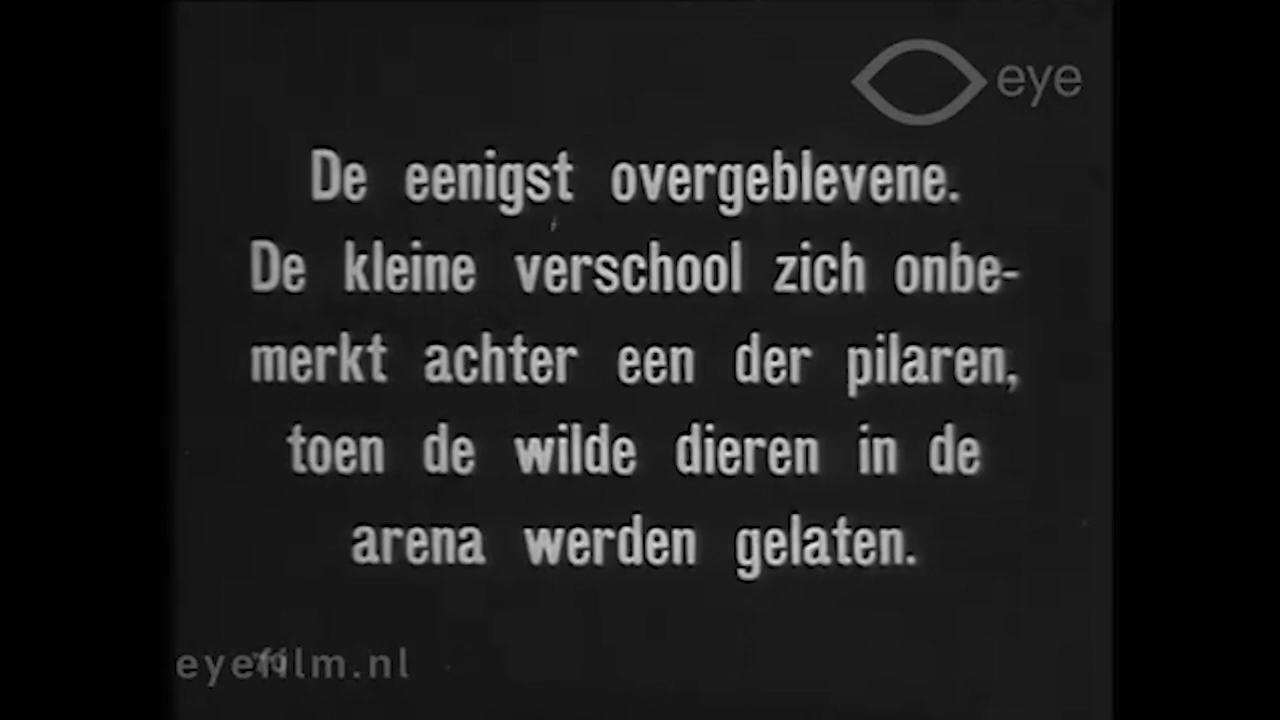 eye
De eenigst overgeblevene.
De kleine verschool zich onbe-
merkt achter een der pilaren,
toen de wilde dieren in de
arena werden gelaten.
eyefilm.nl